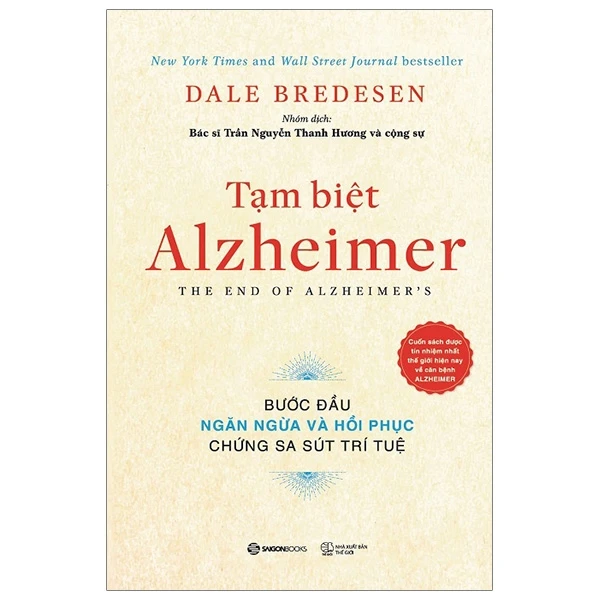 New York Times and Wall Street Journal bestseller
DALE BREDESEN
Nhóm dịch:
Bác sĩ Trần Nguyễn Thanh Hương và cộng sự
Tạm biệt
Alzheimer
THE END OF ALZHEIMER'S
Cuốn sách được
tín nhiệm nhất
thế giới hiện nay
về căn bệnh
ALZHEIMER
BƯỚC ĐẦU
NGĂN NGỪA VÀ HỒI PHỤC
CHỨNG SA SÚT TRÍ TUỆ
SAIGONBOOKS
NHÀ XUẤT BẢN
THẾ GIỚI